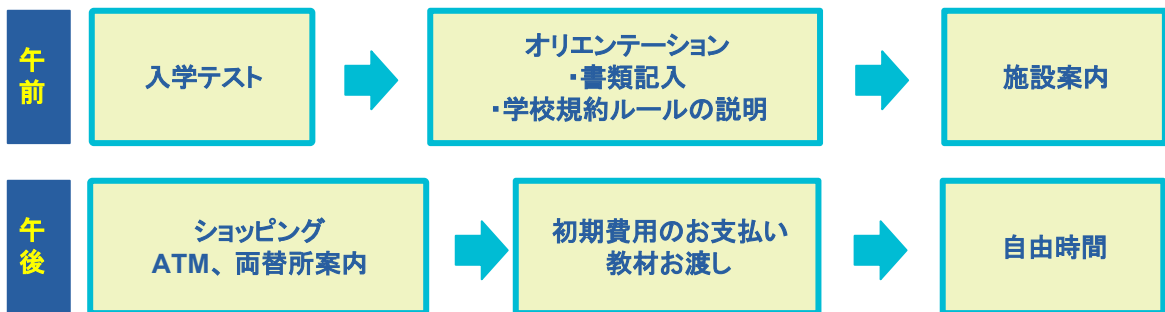 午前
入学テスト
オリエンテーション
・書類記入
・学校規約ルールの説明
施設案内
午後
ショッピング
ATM、両替所案内
初期費用のお支払い
教材お渡し
自由時間